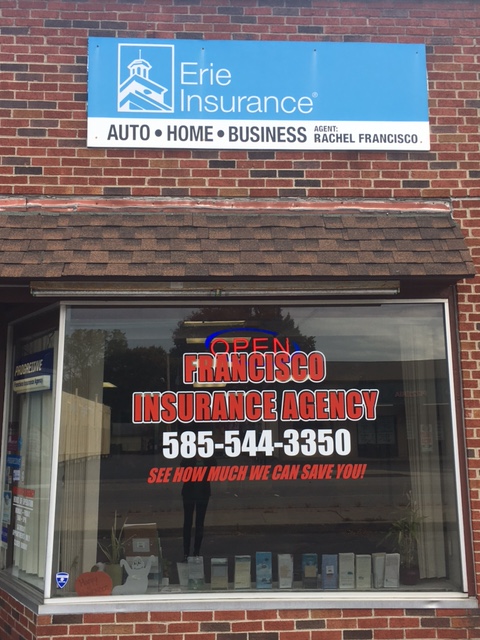 Erie
Insurance®
AUTO • HOME • BUSINESS AGENT: RACHEL FRANCISCO
OPEN
FRANCISCO
INSURANCE AGENCY
585-544-3350
SEE HOW MUCH WE CAN SAVE YOU!
PROGRESSIVE